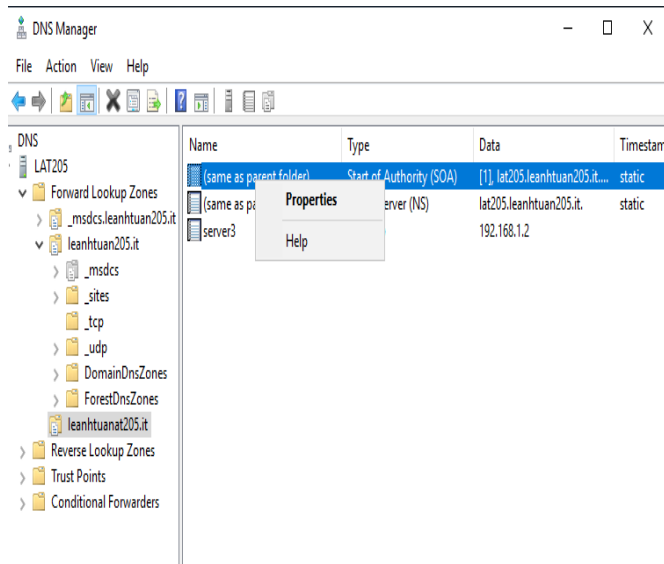 DNS Manager
File Action View Help
DNS
LAT205
Forward Lookup Zones
_msdcs.leanhtuan205.it
leanhtuan205.it
_msdcs
_sites
_tcp
_udp
DomainDnsZones
ForestDnsZones
leanhtuanat205.it
Reverse Lookup Zones
Trust Points
Conditional Forwarders
Name Type Data Timestam
(same as parent folder) Start of Authority (SOA) [1], lat205.leanhtuan205.it.... static
(same as pa erver (NS) lat205.leanhtuan205.it. static
server3 192.168.1.2
Properties
Help